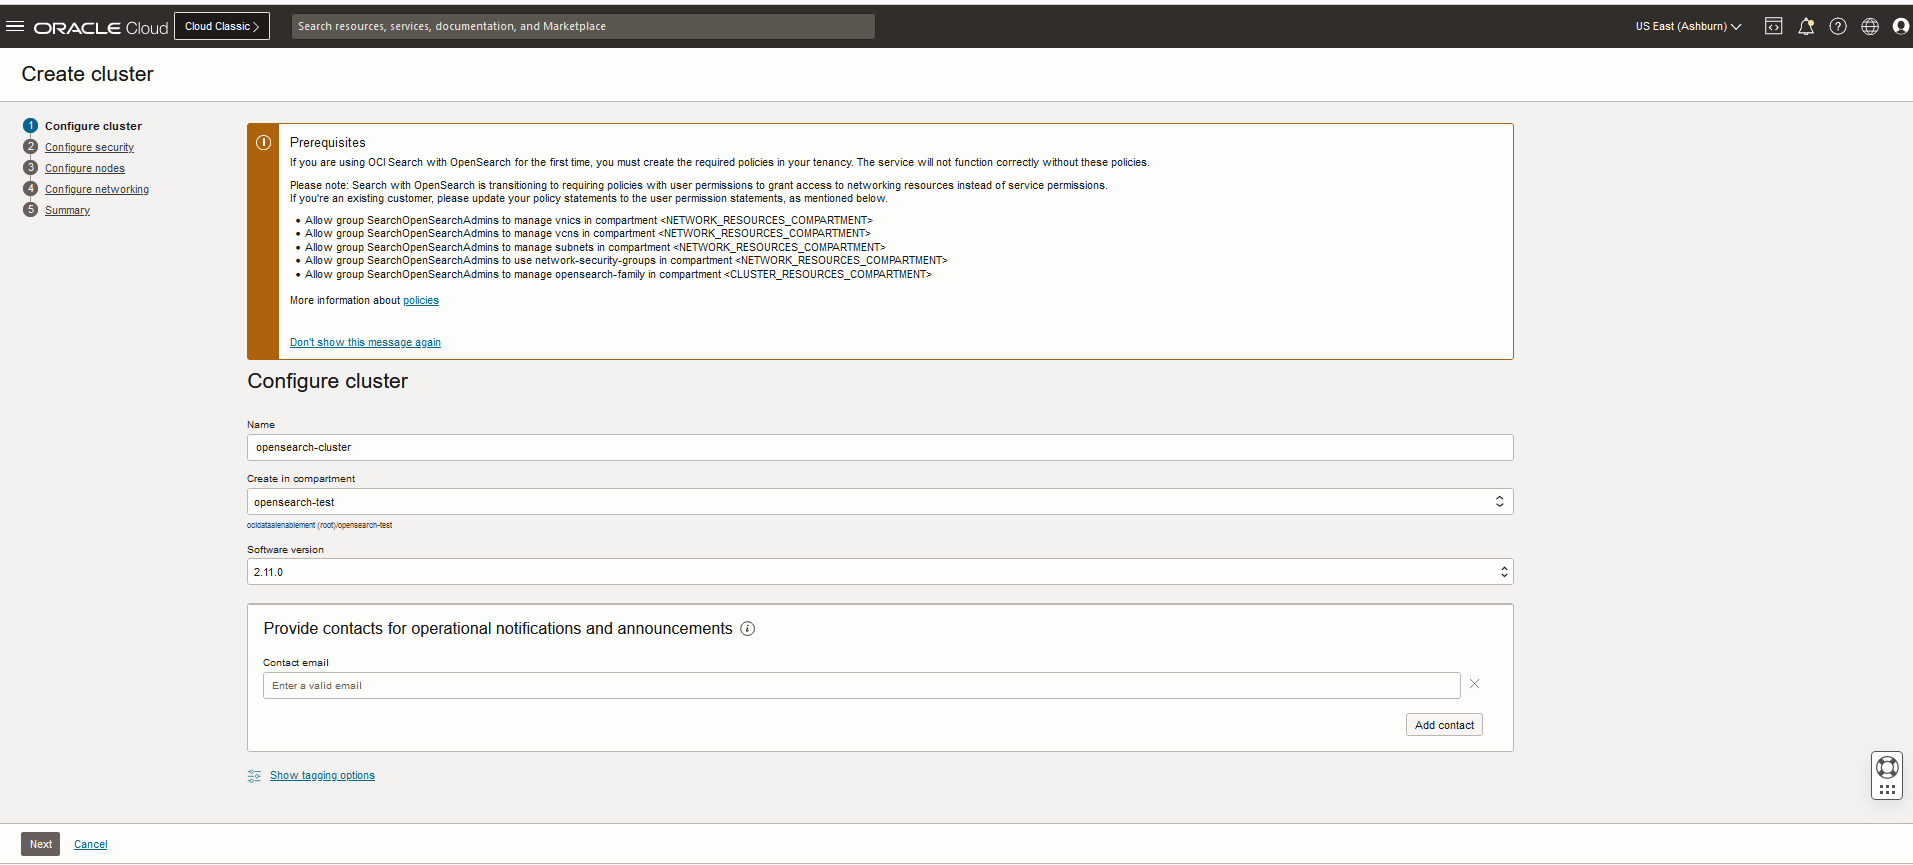 ORACLE Cloud
Cloud Classic
Search resources, services, documentation, and Marketplace
US East (Ashburn)
Create cluster
1 Configure cluster
2 Configure security
3 Configure nodes
4 Configure networking
5 Summary
Prerequisites
If you are using OCI Search with OpenSearch for the first time, you must create the required policies in your tenancy. The service will not function correctly without these policies.
Please note: Search with OpenSearch is transitioning to requiring policies with user permissions to grant access to networking resources instead of service permissions.
If you're an existing customer, please update your policy statements to the user permission statements, as mentioned below.
• Allow group SearchOpenSearchAdmins to manage vnics in compartment <NETWORK_RESOURCES_COMPARTMENT>
• Allow group SearchOpenSearchAdmins to manage vcns in compartment <NETWORK_RESOURCES_COMPARTMENT>
• Allow group SearchOpenSearchAdmins to manage subnets in compartment <NETWORK_RESOURCES_COMPARTMENT>
• Allow group SearchOpenSearchAdmins to use network-security-groups in compartment <NETWORK_RESOURCES_COMPARTMENT>
• Allow group SearchOpenSearchAdmins to manage opensearch-family in compartment <CLUSTER_RESOURCES_COMPARTMENT>
More information about policies
Don't show this message again
Configure cluster
Name
opensearch-cluster
Create in compartment
opensearch-test
ocidataaienablement (root)/opensearch-test
Software version
2.11.0
Provide contacts for operational notifications and announcements
Contact email
Enter a valid email
Add contact
Show tagging options
Next
Cancel